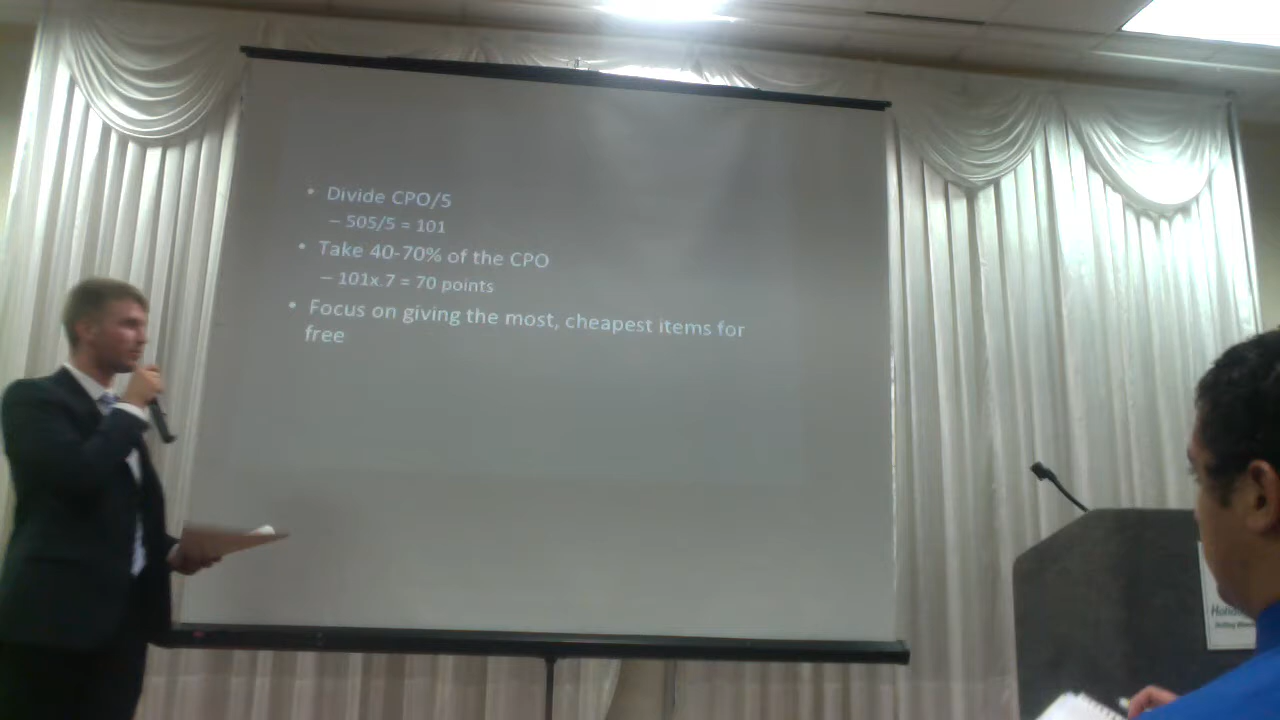 • Divide CPO/5
– 505/5 = 101
• Take 40-70% of the CPO
– 101x.7 = 70 points
• Focus on giving the most, cheapest items for
free